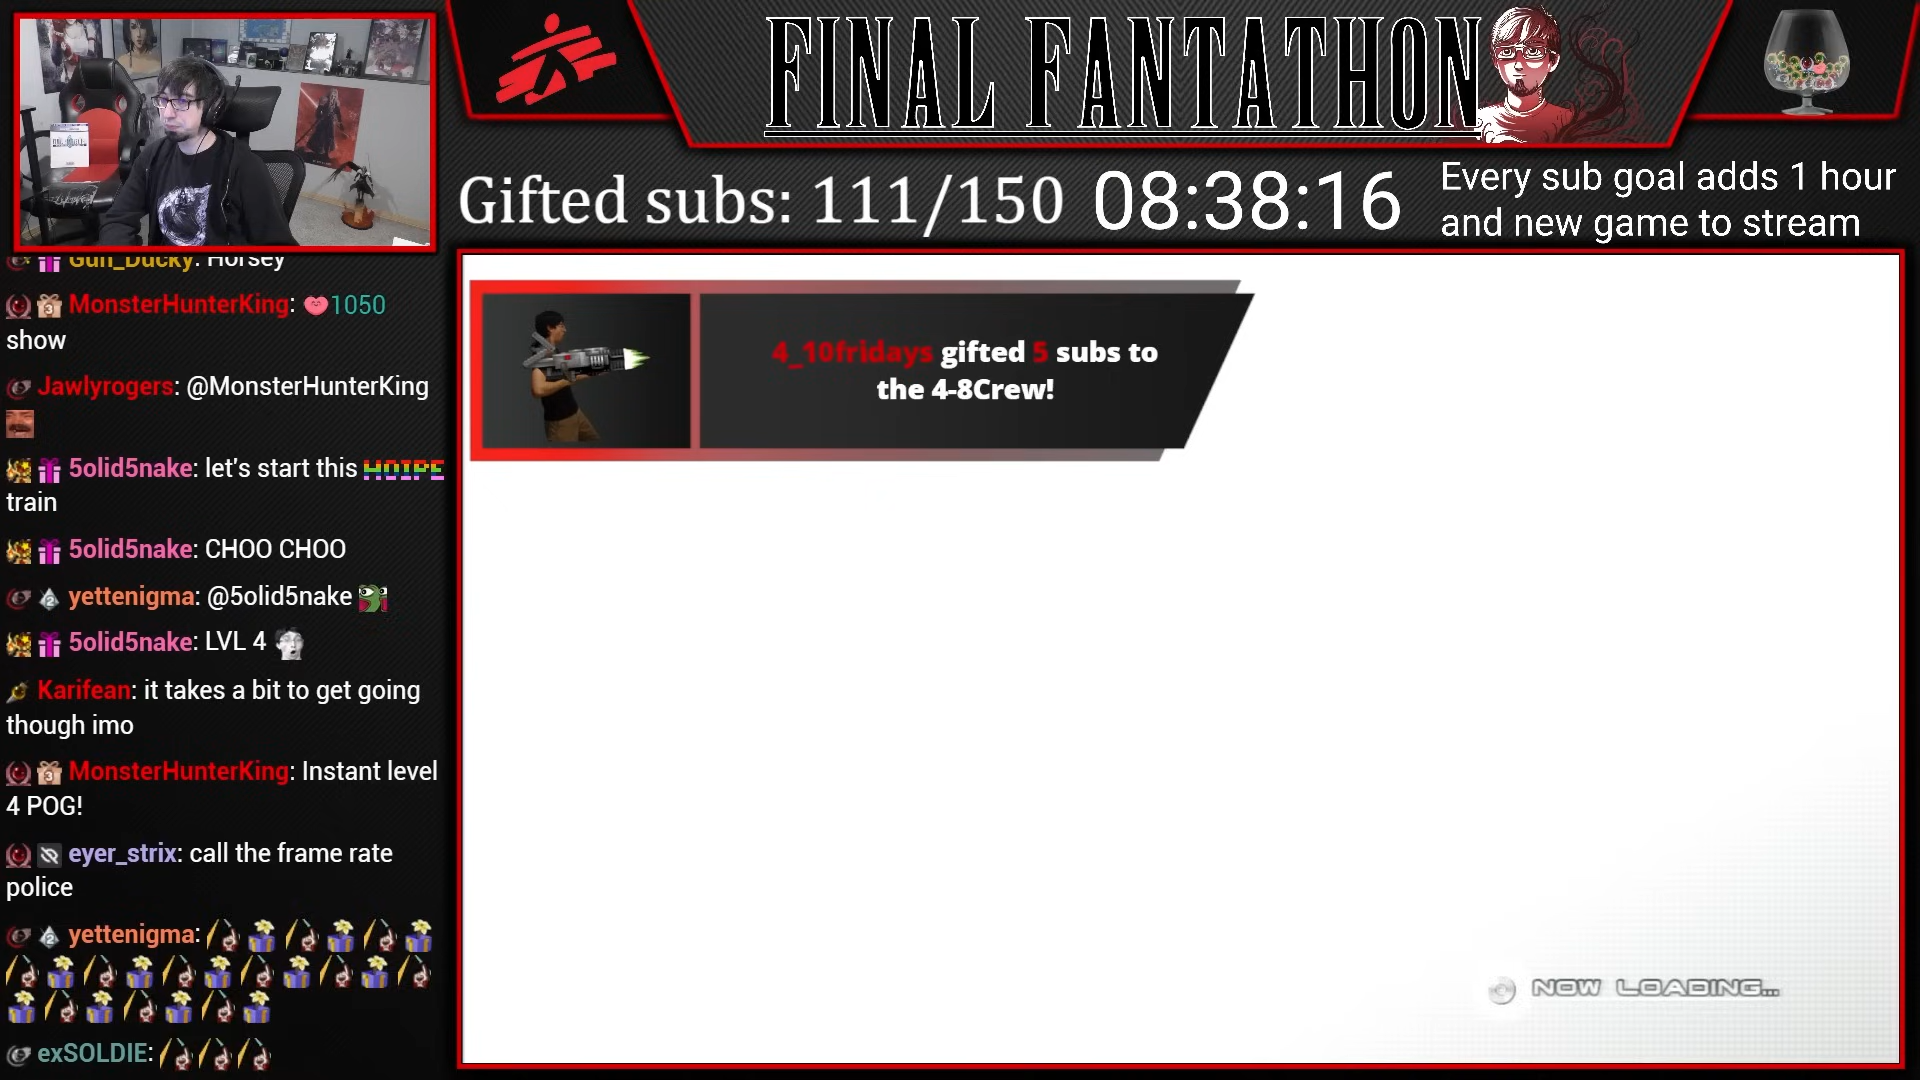 FINAL FANTATHON
Gifted subs: 111/150
08:38:16
Every sub goal adds 1 hour
and new game to stream
Gun_Ducky: Horsey
MonsterHunterKing: 1050
show
Jawlyrogers: @MonsterHunterKing
5olid5nake: let's start this HOIPE
train
5olid5nake: CHOO CHOO
yettenigma: @5olid5nake
5olid5nake: LVL 4
Karifean: it takes a bit to get going
though imo
MonsterHunterKing: Instant level
4 POG!
eyer_strix: call the frame rate
police
yettenigma:
exSOLDIE:
4_10fridays gifted 5 subs to
the 4-8Crew!
NOW LOADING...